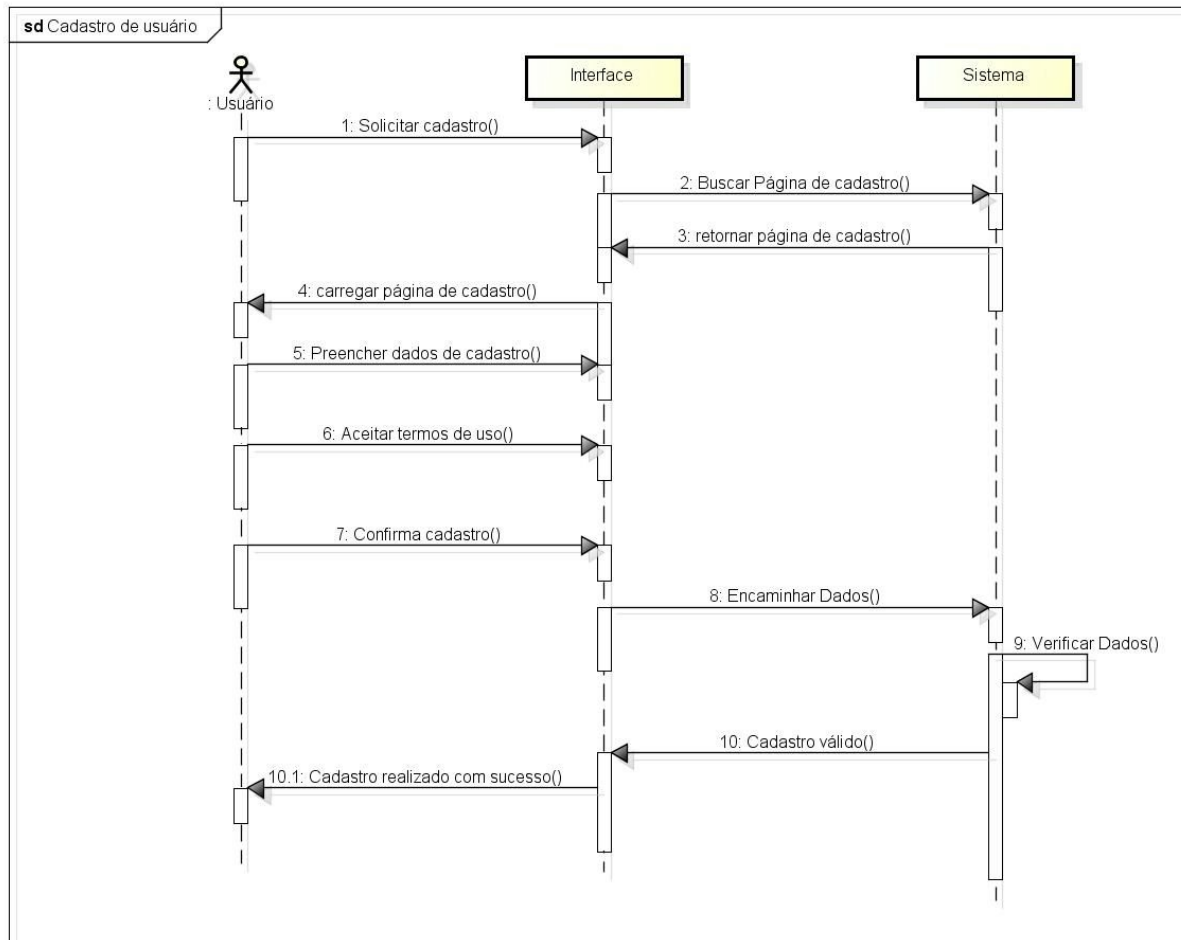 sd Cadastro de usuário
: Usuário
Interface
Sistema
1: Solicitar cadastro()
2: Buscar Página de cadastro()
3: retornar página de cadastro()
4: carregar página de cadastro()
5: Preencher dados de cadastro()
6: Aceitar termos de uso()
7: Confirma cadastro()
8: Encaminhar Dados()
9: Verificar Dados()
10: Cadastro válido()
10.1: Cadastro realizado com sucesso()